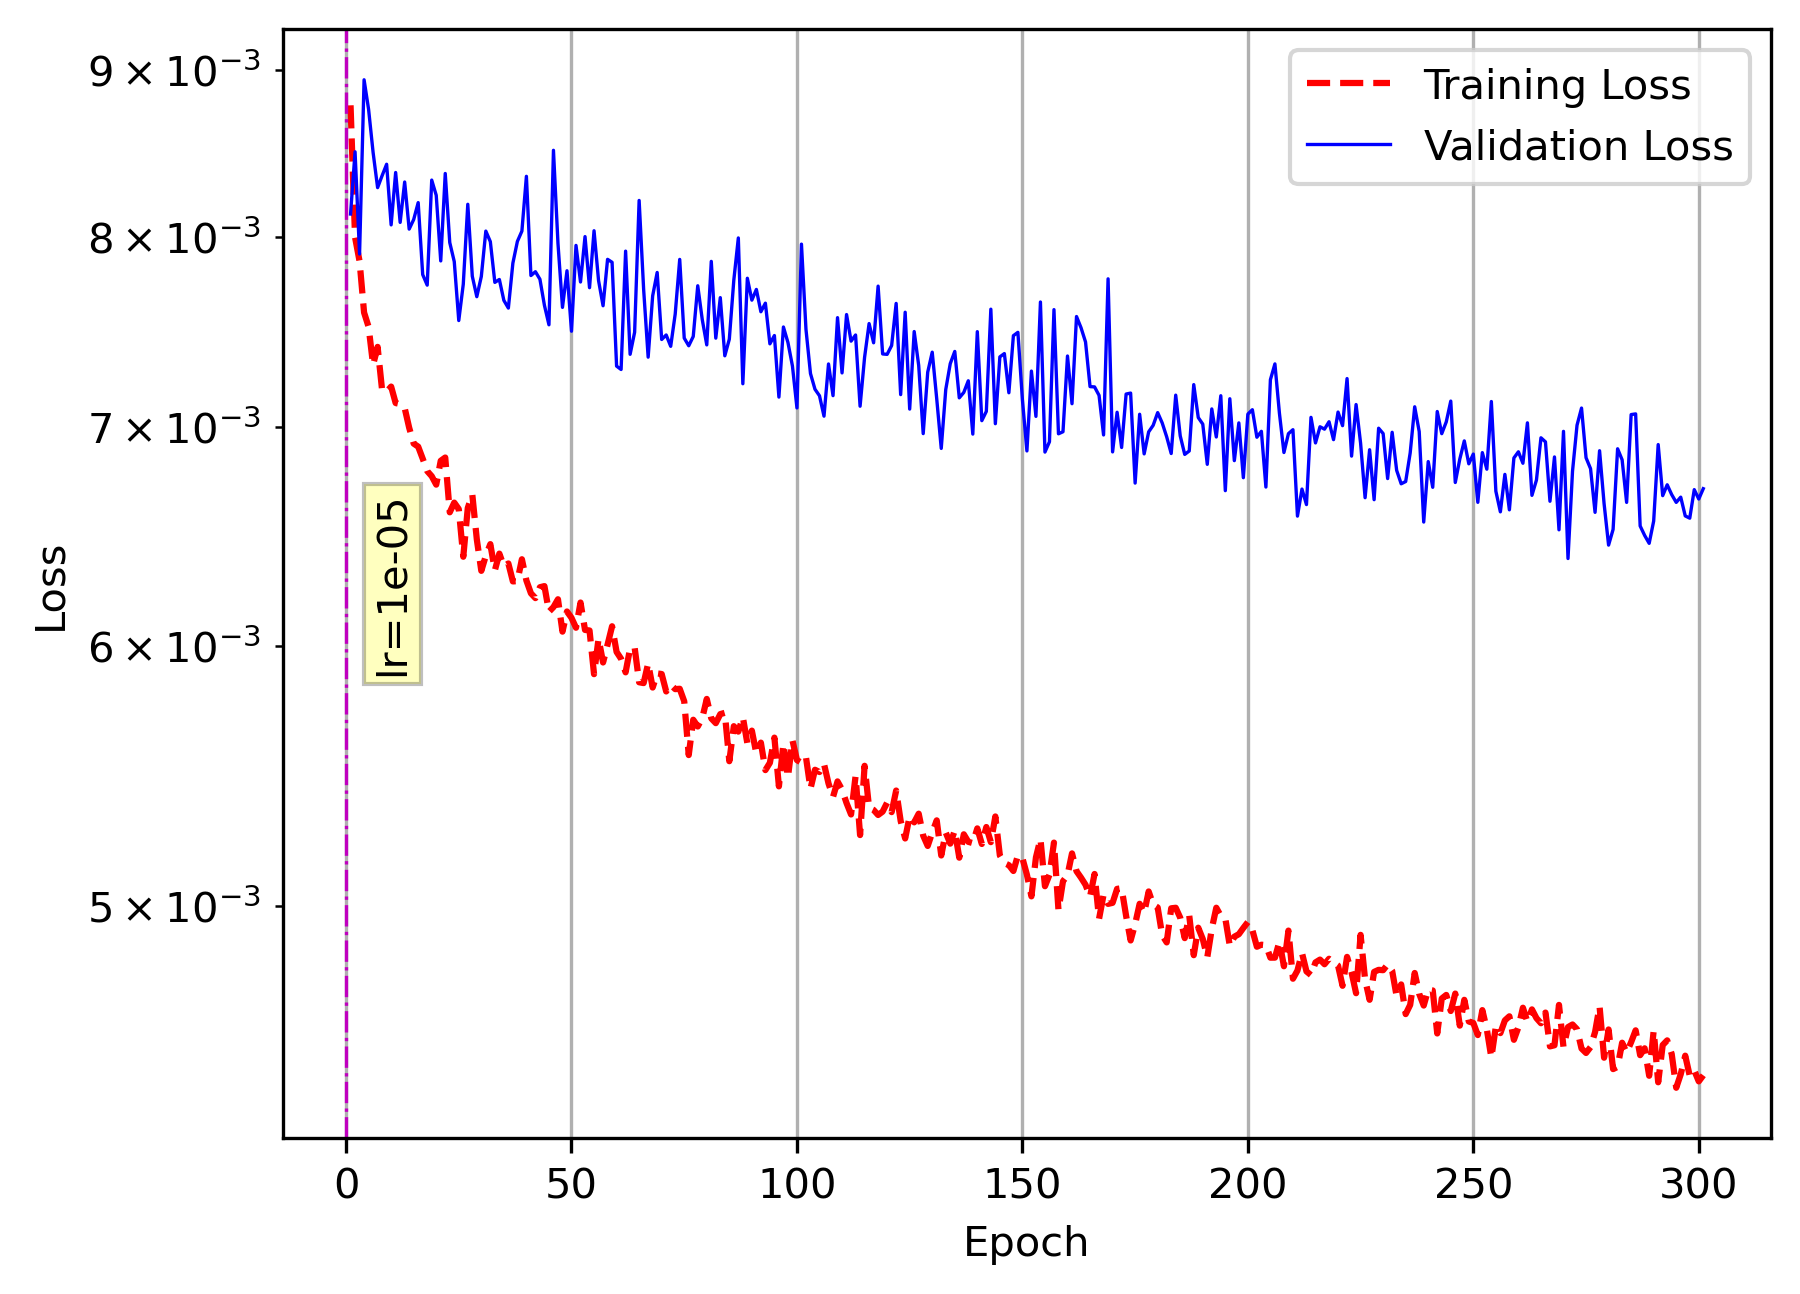 9 × 10⁻³
8 × 10⁻³
7 × 10⁻³
6 × 10⁻³
5 × 10⁻³
Loss
lr=1e-05
Training Loss
Validation Loss
0 50 100 150 200 250 300
Epoch